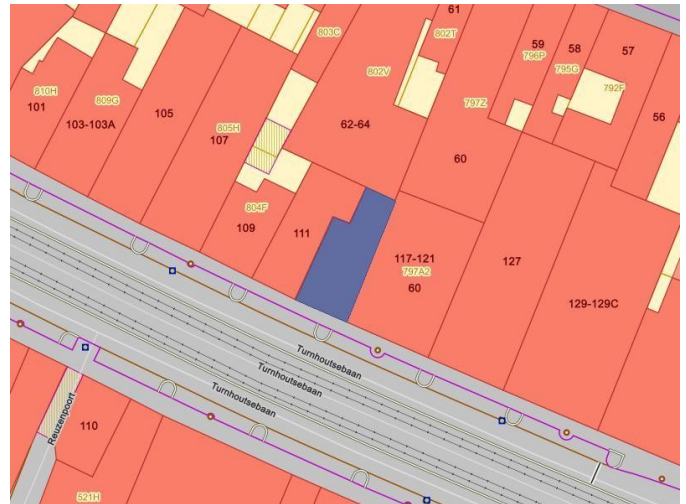 61
803C
802T
59
58
57
796P
795G
802V
792F
810H
809G
101
103-103A
105
805H
107
62-64
797Z
56
60
804F
109
111
117-121
797A2
60
127
129-129C
Turnhoutsebaan
Turnhoutsebaan
Turnhoutsebaan
Reuzenpoort
110
521H